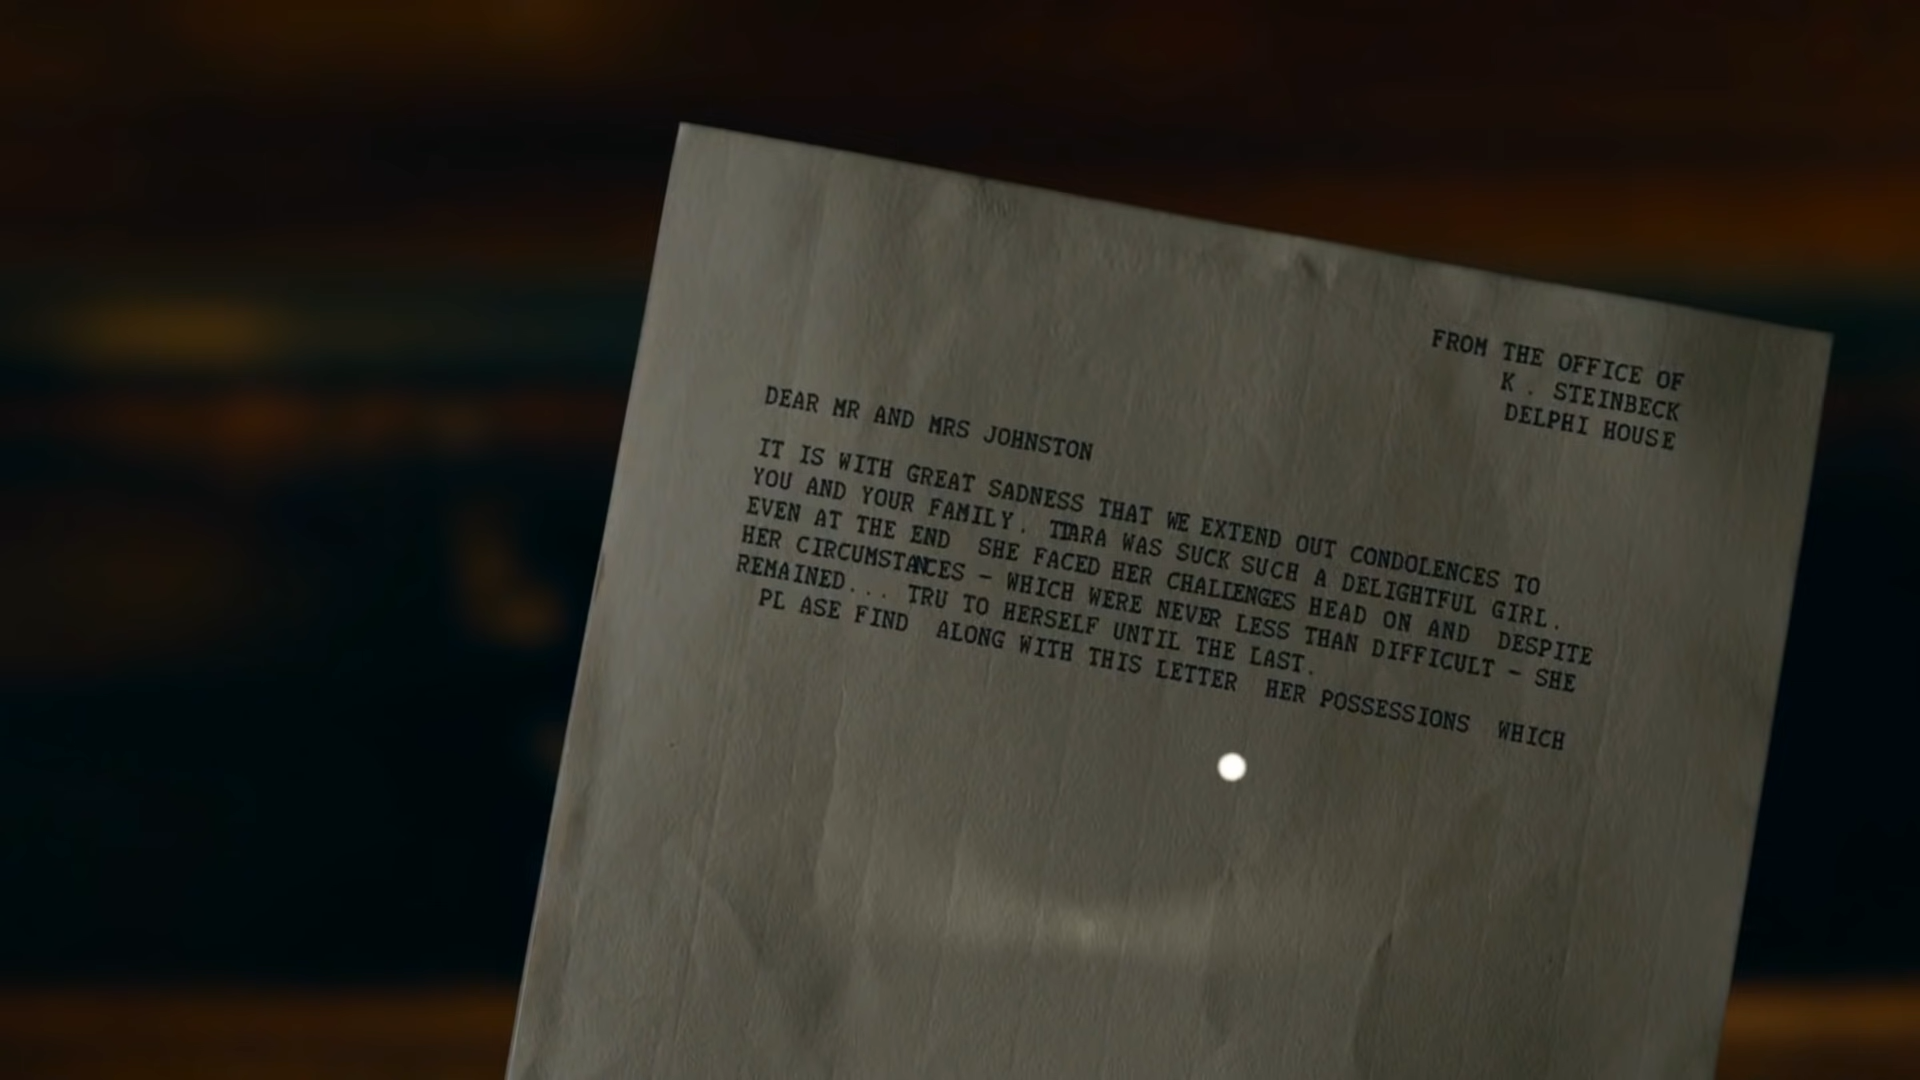 FROM THE OFFICE OF
K . STEINBECK
DELPHI HOUSE
DEAR MR AND MRS JOHNSTON
IT IS WITH GREAT SADNESS THAT WE EXTEND OUT CONDOLENCES TO
YOU AND YOUR FAMILY. TIARA WAS SUCK SUCH A DELIGHTFUL GIRL.
EVEN AT THE END  SHE FACED HER CHALLENGES HEAD ON AND  DESPITE
HER CIRCUMSTANCES - WHICH WERE NEVER LESS THAN DIFFICULT - SHE
REMAINED... TRU TO HERSELF UNTIL THE LAST.
PL ASE FIND  ALONG WITH THIS LETTER  HER POSSESSIONS  WHICH